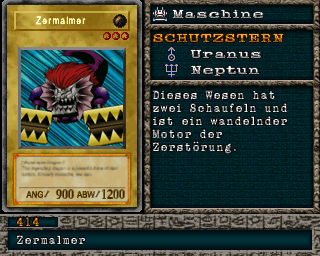 Zermalmer
ANG/ 900 ABW/1200
Maschine
SCHUTZSTERN
Uranus
Neptun
Dieses Wesen hat
zwei Schaufeln und
ist ein wandelnder
Motor der
Zerstörung.
414
Zermalmer